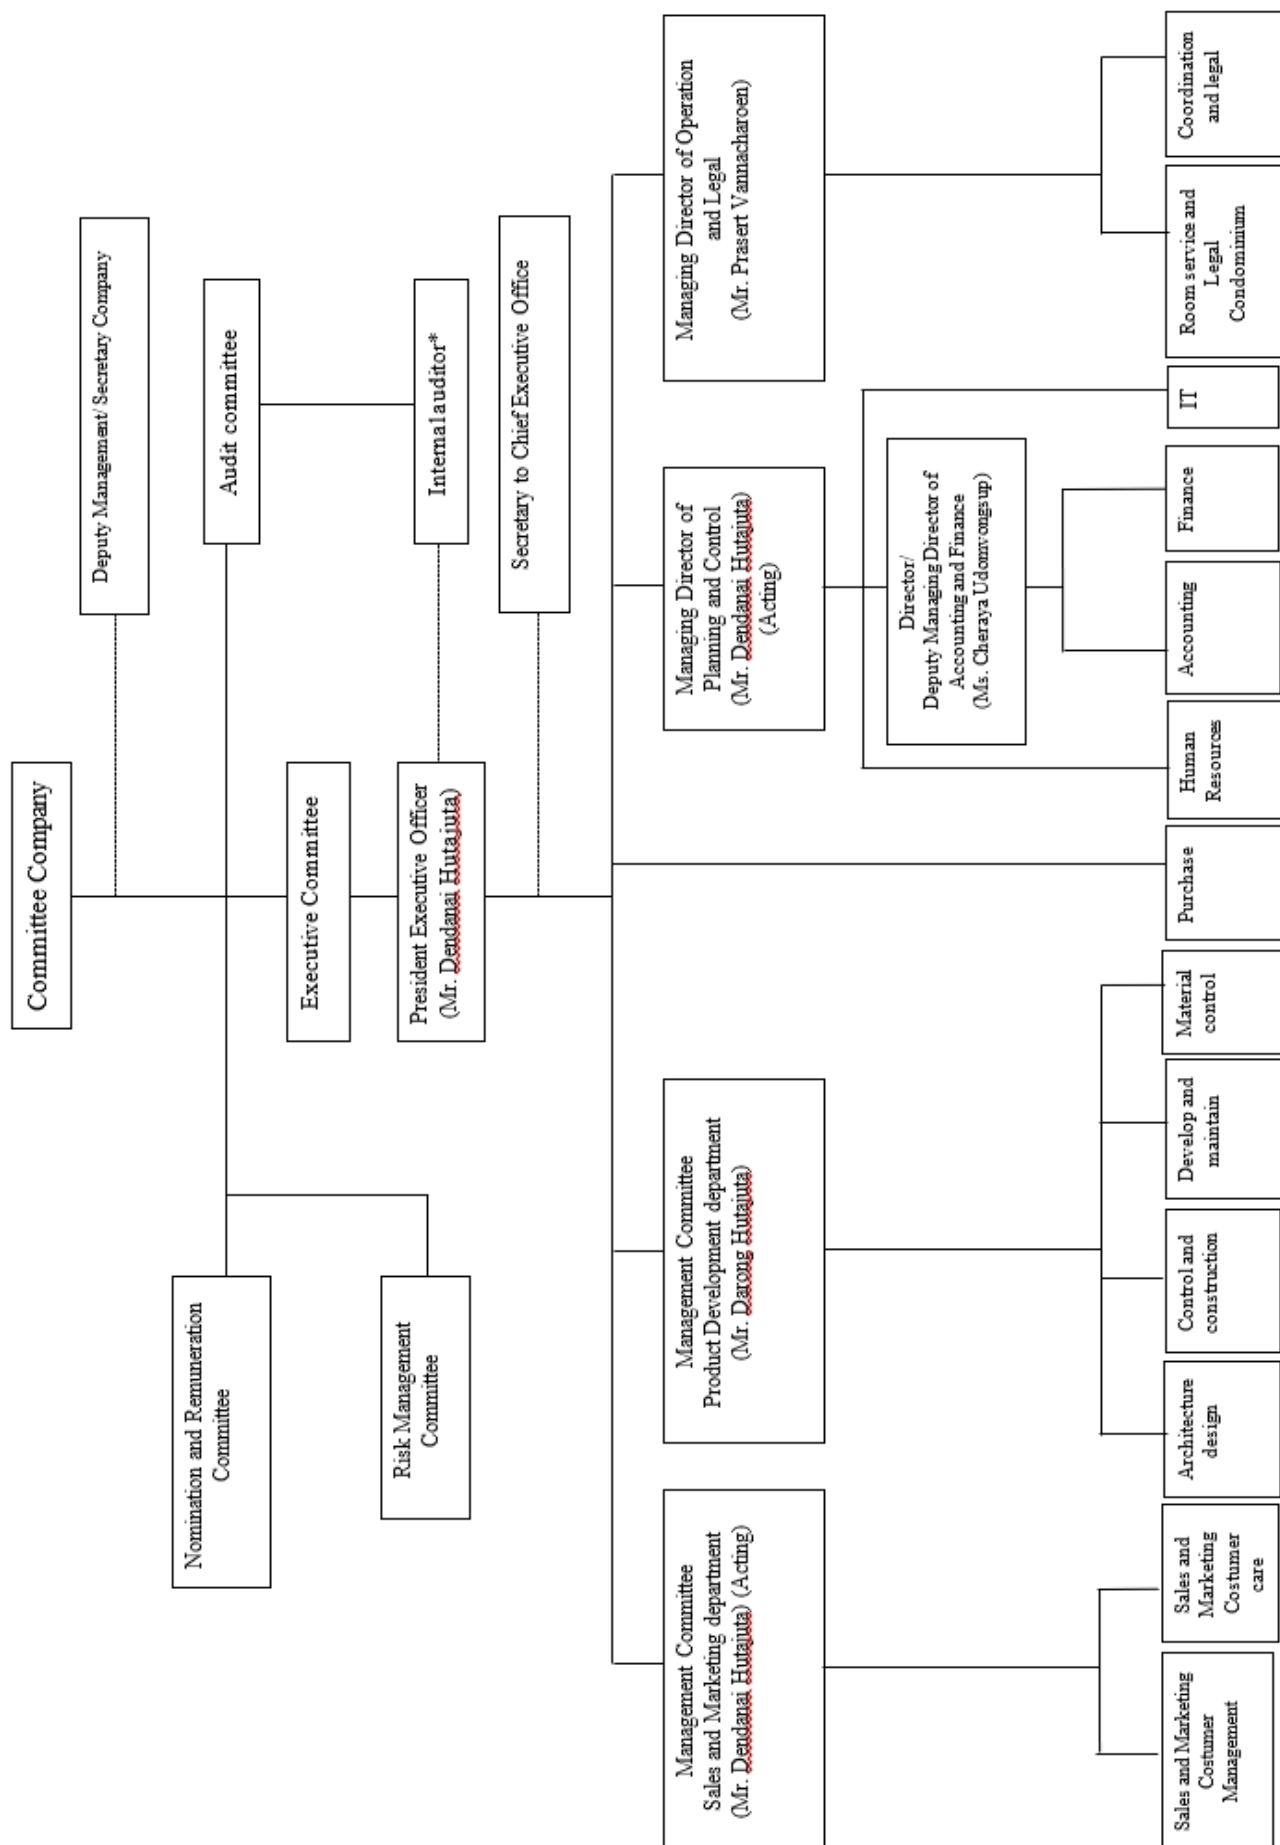 Committee Company
Deputy Management/ Secretary Company
Nomination and Remuneration
Committee
Audit committee
Risk Management
Committee
Executive Committee
President Executive Officer
(Mr. Dendanai Hutajuta)
Internal auditor*
Secretary to Chief Executive Office
Management Committee
Sales and Marketing department
(Mr. Dendanai Hutajuta) (Acting)
Management Committee
Product Development department
(Mr. Darong Hutajuta)
Managing Director of
Planning and Control
(Mr. Dendanai Hutajuta)
(Acting)
Managing Director of Operation
and Legal
(Mr. Prasert Vannacharoen)
Director/
Deputy Managing Director of
Accounting and Finance
(Ms. Cheraya Udomvongsup)
Sales and Marketing
Costumer
Management
Sales and
Marketing
Costumer
care
Architecture
design
Control and
construction
Develop and
maintain
Material
control
Purchase
Human
Resources
Accounting
Finance
IT
Room service and
Legal
Condominium
Coordination
and legal